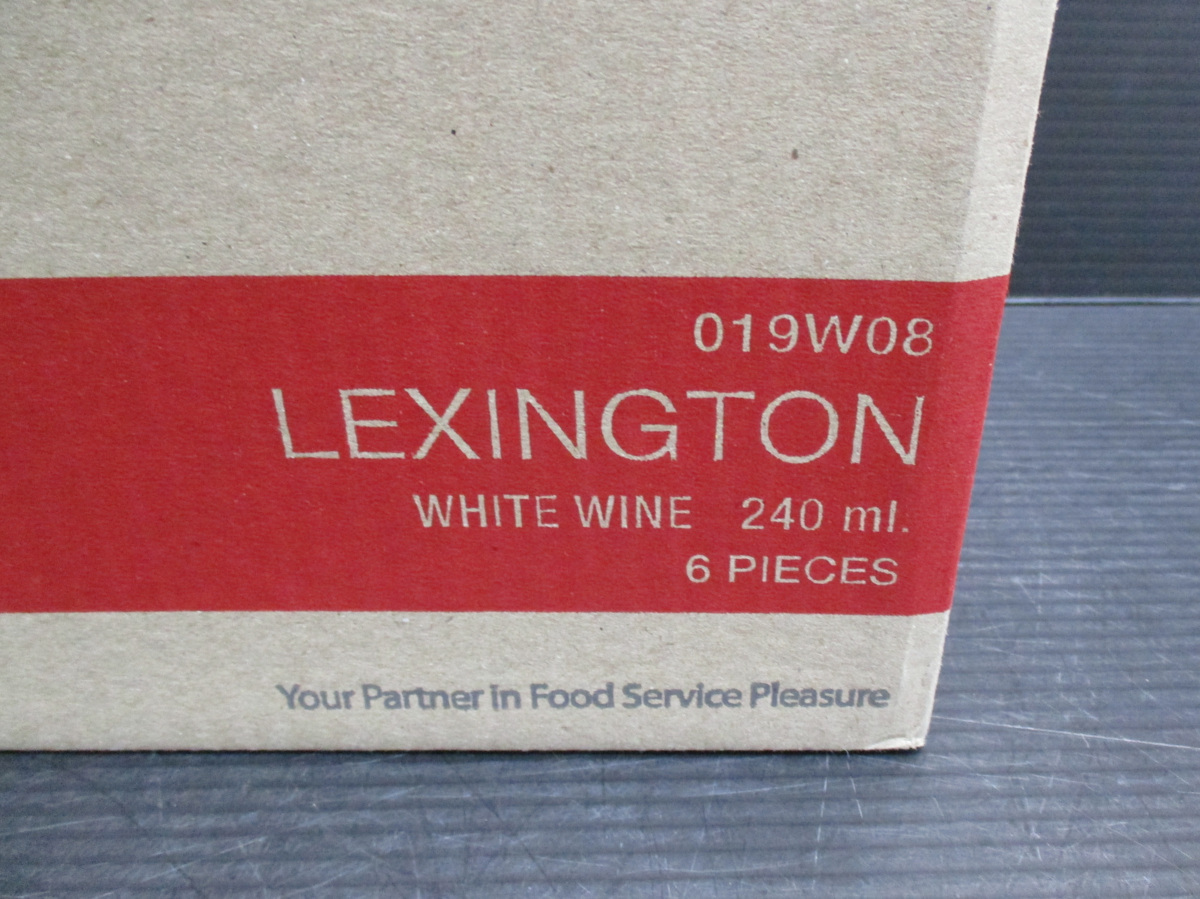 019W08
LEXINGTON
WHITE WINE 240 ml.
6 PIECES
Your Partner in Food Service Pleasure